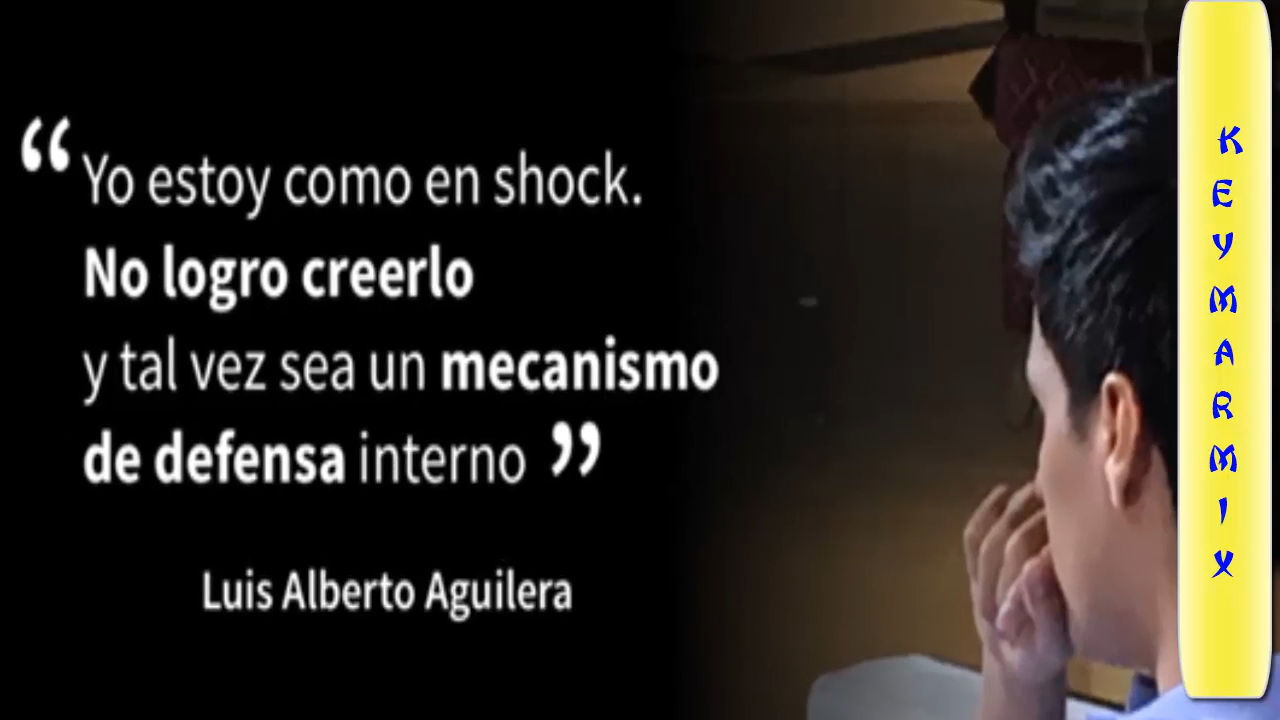 “Yo estoy como en shock.
No logro creerlo
y tal vez sea un mecanismo
de defensa interno”
Luis Alberto Aguilera
KEYMARMIX